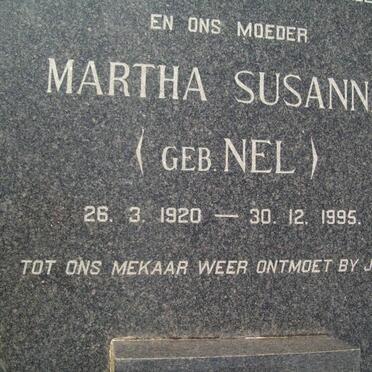 EN ONS MOEDER
MARTHA SUSANN
(GEB. NEL)
26. 3. 1920 — 30. 12. 1995.
TOT ONS MEKAAR WEER ONTMOET BY J